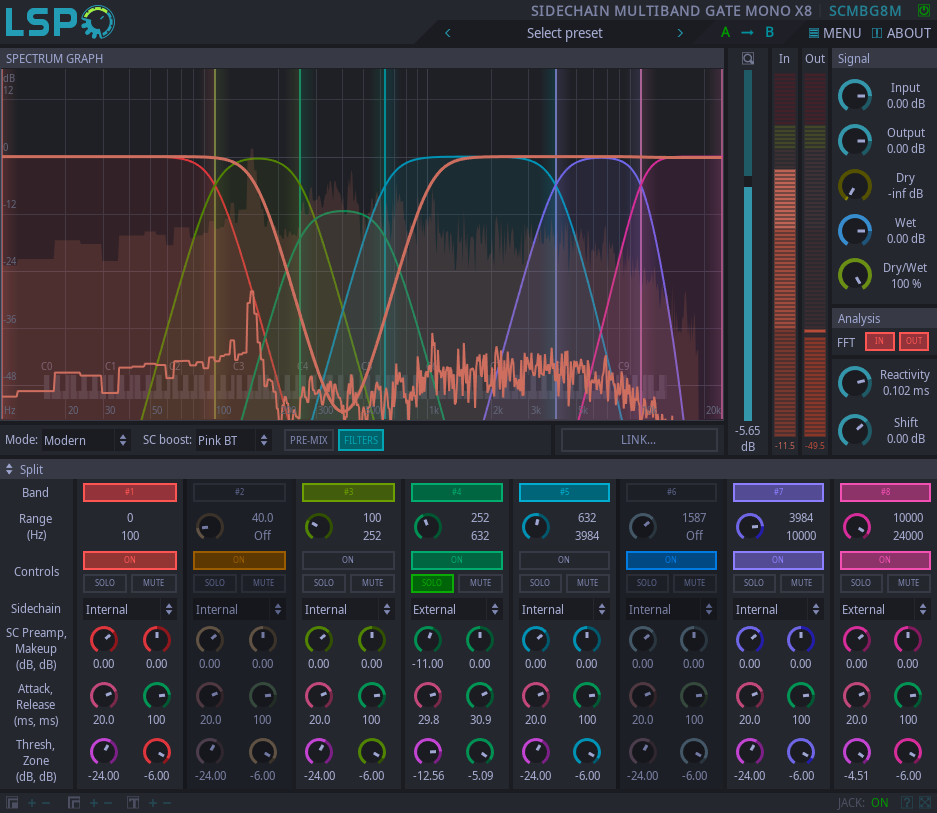 LSP SIDECHAIN MULTIBAND GATE MONO X8 SCMBG8M
Select preset A → B MENU ABOUT
SPECTRUM GRAPH In Out Signal
dB
12
0
-12
-24
-36
-48
C0 C1 C2 C3 C4 C9
Hz 20 30 50 100 300 1k 2k 3k 5k 20k
-5.65
dB
-11.5 -49.5
Input
0.00 dB
Output
0.00 dB
Dry
-inf dB
Wet
0.00 dB
Dry/Wet
100 %
Analysis
FFT IN OUT
Reactivity
0.102 ms
Shift
0.00 dB
Mode: Modern SC boost: Pink BT PRE-MIX FILTERS LINK...
Split
Band #1 #2 #3 #4 #5 #6 #7 #8
Range
(Hz)
0 40.0 100 252 632 1587 3984 10000
100 Off 252 632 3984 Off 10000 24000
Controls
ON ON ON ON ON ON ON ON
SOLO MUTE SOLO MUTE SOLO MUTE SOLO MUTE SOLO MUTE SOLO MUTE SOLO MUTE SOLO MUTE
Sidechain Internal Internal Internal External Internal Internal Internal External
SC Preamp,
Makeup
(dB, dB)
0.00 0.00 0.00 0.00 0.00 0.00 -11.00 0.00 0.00 0.00 0.00 0.00 0.00 0.00 0.00 0.00
Attack,
Release
(ms, ms)
20.0 100 20.0 100 20.0 100 29.8 30.9 20.0 100 20.0 100 20.0 100 20.0 100
Thresh,
Zone
(dB, dB)
-24.00 -6.00 -24.00 -6.00 -24.00 -6.00 -12.56 -5.09 -24.00 -6.00 -24.00 -6.00 -24.00 -6.00 -4.51 -6.00
JACK: ON